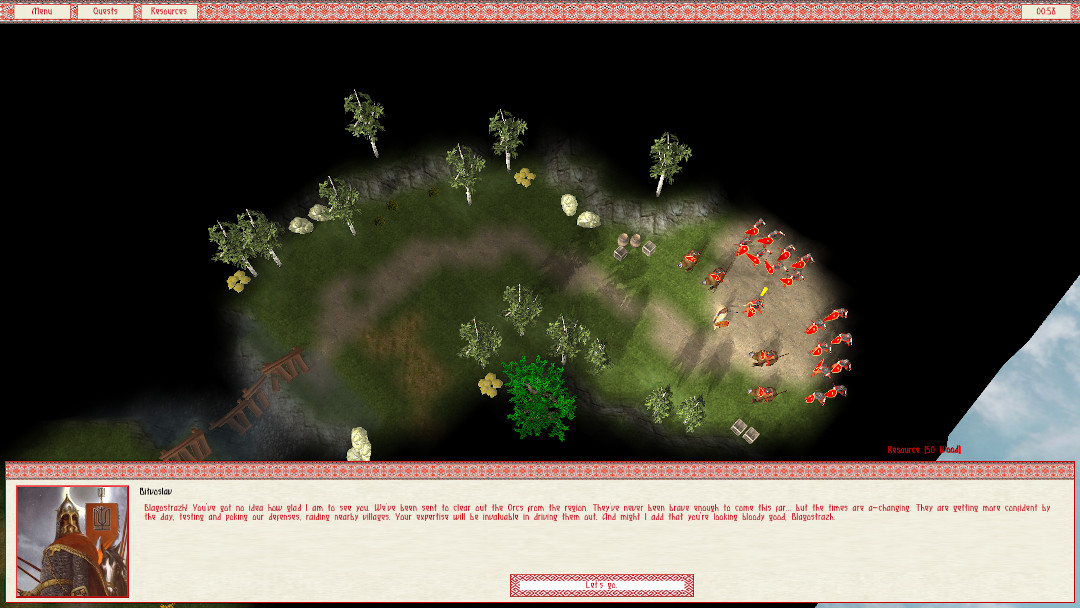 Menu
Quests
Resources
00:58
Resource [50 Wood]
Bitvoslav
Blagostrazh! You've got no idea how glad I am to see you. We've been sent to clear out the Orcs from the region. They've never been brave enough to come this far... but the times are a-changing. They are getting more confident by
the day, testing and poking our defenses, raiding nearby villages. Your expertise will be invaluable in driving them out. And might I add that you're looking bloody good, Blagostrazh.
Let's go.